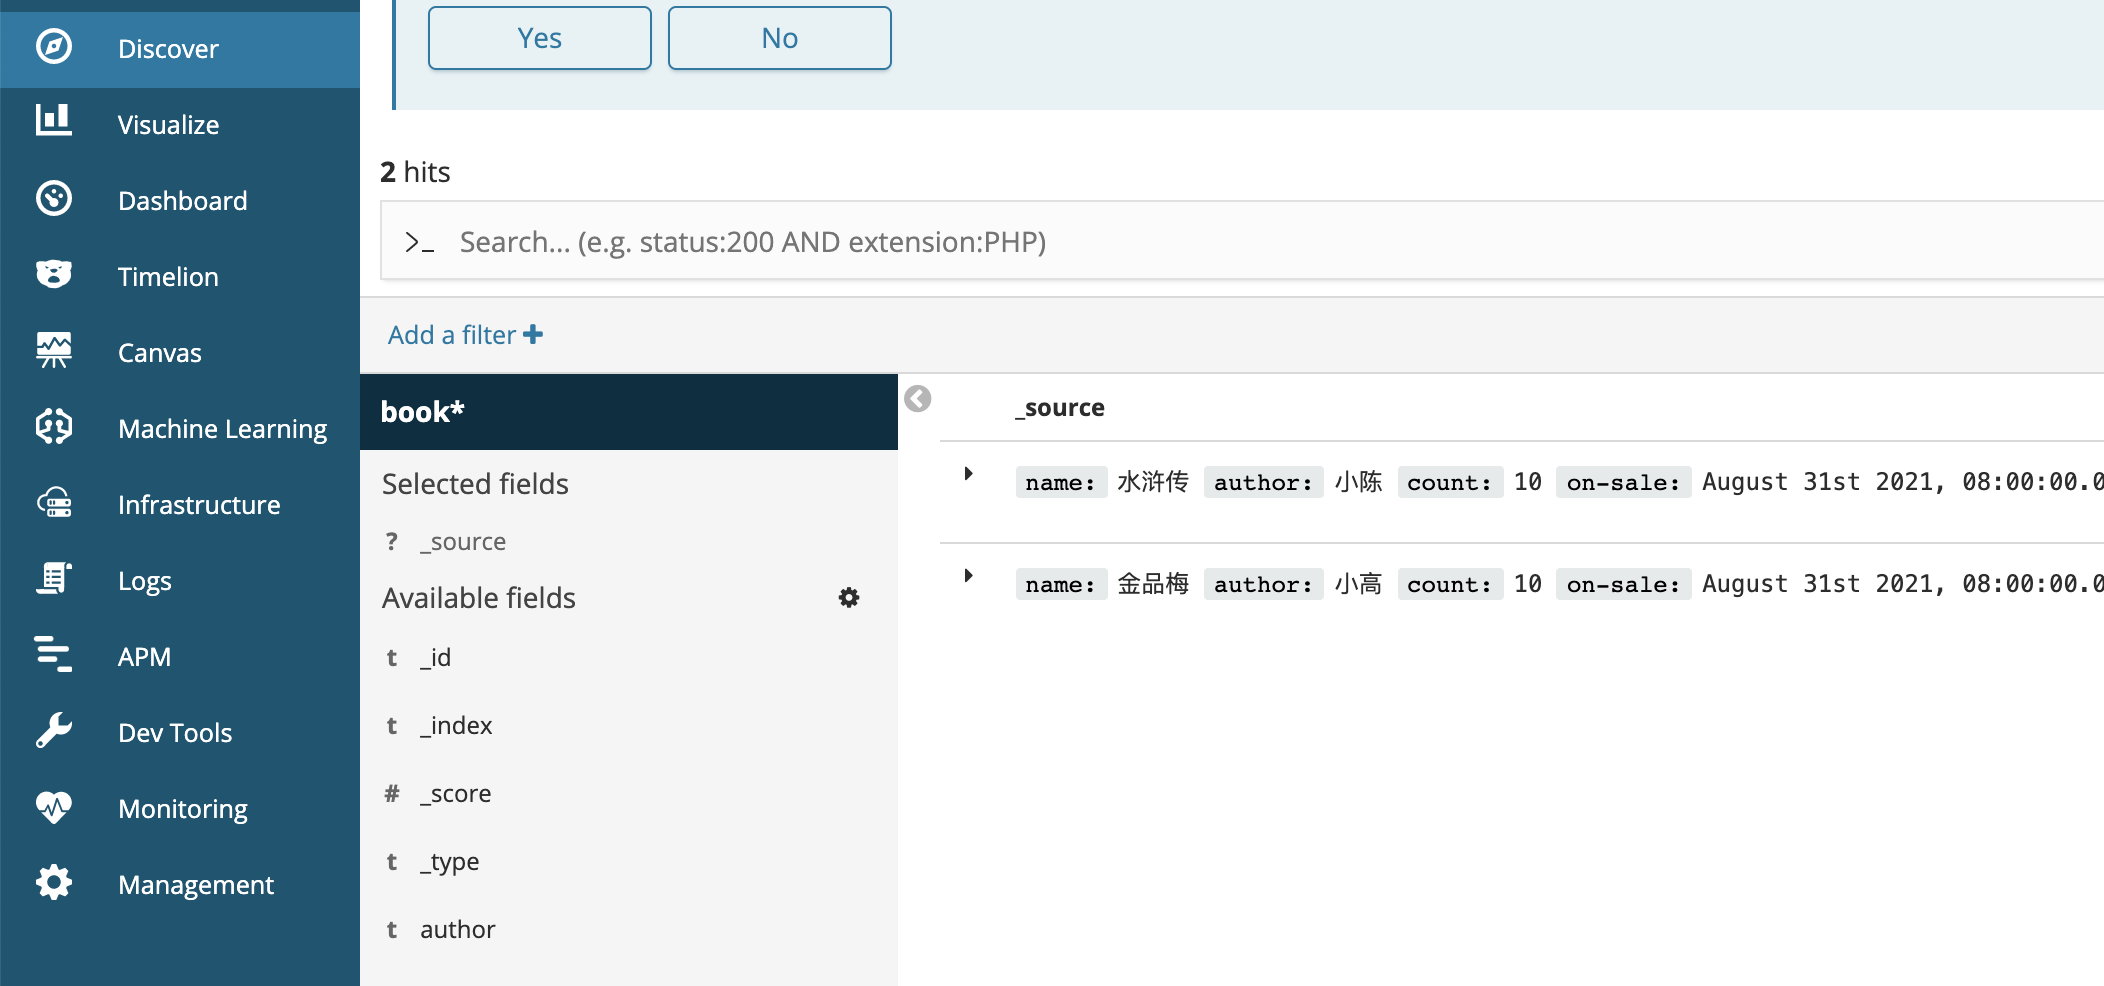 Discover
Visualize
Dashboard
Timelion
Canvas
Machine Learning
Infrastructure
Logs
APM
Dev Tools
Monitoring
Management
Yes
No
2 hits
>_ Search... (e.g. status:200 AND extension:PHP)
Add a filter +
book*
Selected fields
? _source
Available fields
t _id
t _index
# _score
t _type
t author
_source
name: 水浒传 author: 小陈 count: 10 on-sale: August 31st 2021, 08:00:00.0
name: 金品梅 author: 小高 count: 10 on-sale: August 31st 2021, 08:00:00.0